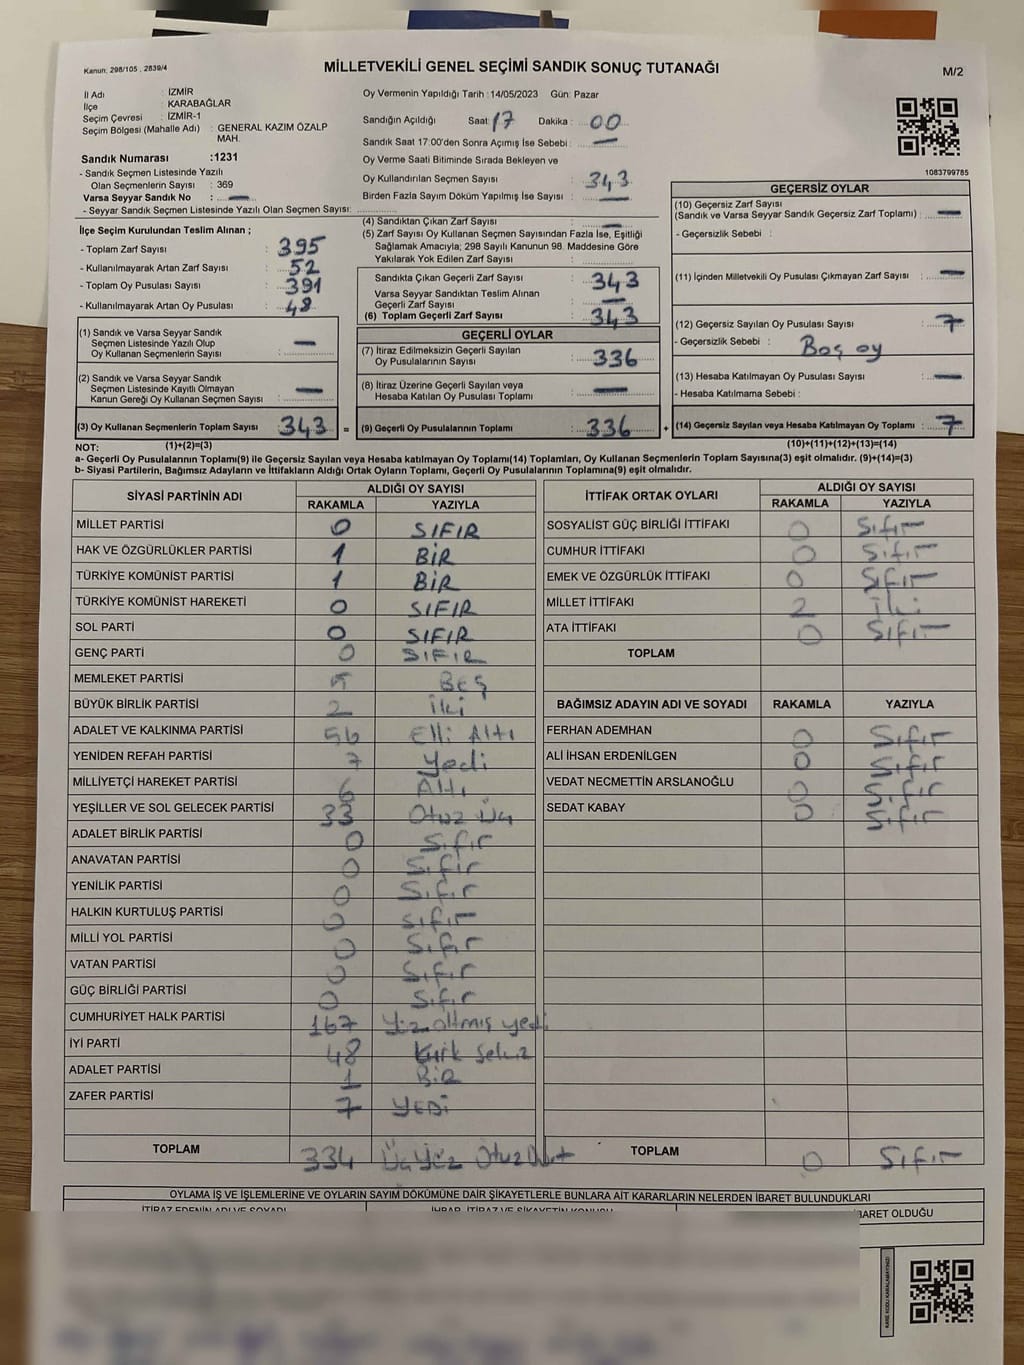 Kanun: 298/105 , 2839/4
MİLLETVEKİLİ GENEL SEÇİMİ SANDIK SONUÇ TUTANAĞI
M/2
İl Adı : İZMİR
İlçe : KARABAĞLAR
Seçim Çevresi : İZMİR-1
Seçim Bölgesi (Mahalle Adı) : GENERAL KAZIM ÖZALP
MAH.
Sandık Numarası :1231
- Sandık Seçmen Listesinde Yazılı
Olan Seçmenlerin Sayısı : 369
Varsa Seyyar Sandık No : —
- Seyyar Sandık Seçmen Listesinde Yazılı Olan Seçmen Sayısı:
Oy Vermenin Yapıldığı Tarih : 14/05/2023 Gün: Pazar
Sandığın Açıldığı Saat: 17 Dakika : 00
Sandık Saat 17:00'den Sonra Açımış İse Sebebi : —
Oy Verme Saati Bitiminde Sırada Bekleyen ve
Oy Kullandırılan Seçmen Sayısı : 343
Birden Fazla Sayım Döküm Yapılmış İse Sayısı : —
1083799785
İlçe Seçim Kurulundan Teslim Alınan ;
- Toplam Zarf Sayısı : 395
- Kullanılmayarak Artan Zarf Sayısı : 52
- Toplam Oy Pusulası Sayısı : 391
- Kullanılmayarak Artan Oy Pusulası : 48
(1) Sandık ve Varsa Seyyar Sandık
Seçmen Listesinde Yazılı Olup
Oy Kullanan Seçmenlerin Sayısı : —
(2) Sandık ve Varsa Seyyar Sandık
Seçmen Listesinde Kayıtlı Olmayan
Kanun Gereği Oy Kullanan Seçmen Sayısı : —
(3) Oy Kullanan Seçmenlerin Toplam Sayısı : 343 =
(4) Sandıktan Çıkan Zarf Sayısı : —
(5) Zarf Sayısı Oy Kullanan Seçmen Sayısından Fazla İse, Eşitliği
Sağlamak Amacıyla; 298 Sayılı Kanunun 98. Maddesine Göre
Yakılarak Yok Edilen Zarf Sayısı :
Sandıkta Çıkan Geçerli Zarf Sayısı : 343
Varsa Seyyar Sandıktan Teslim Alınan
Geçerli Zarf Sayısı : —
(6) Toplam Geçerli Zarf Sayısı : 343
GEÇERLİ OYLAR
(7) İtiraz Edilmeksizin Geçerli Sayılan
Oy Pusulalarının Sayısı : 336
(8) İtiraz Üzerine Geçerli Sayılan veya
Hesaba Katılan Oy Pusulası Toplamı : —
(9) Geçerli Oy Pusulalarının Toplamı : 336 +
GEÇERSİZ OYLAR
(10) Geçersiz Zarf Sayısı
(Sandık ve Varsa Seyyar Sandık Geçersiz Zarf Toplamı) : —
- Geçersizlik Sebebi :
(11) İçinden Milletvekili Oy Pusulası Çıkmayan Zarf Sayısı : —
(12) Geçersiz Sayılan Oy Pusulası Sayısı : 7
- Geçersizlik Sebebi : Boş oy
(13) Hesaba Katılmayan Oy Pusulası Sayısı : —
- Hesaba Katılmama Sebebi :
(14) Geçersiz Sayılan veya Hesaba Katılmayan Oy Toplamı : 7
NOT: (1)+(2)=(3) (10)+(11)+(12)+(13)=(14)
a- Geçerli Oy Pusulalarının Toplamı(9) ile Geçersiz Sayılan veya Hesaba katılmayan Oy Toplamı(14) Toplamları, Oy Kullanan Seçmenlerin Toplam Sayısına(3) eşit olmalıdır. (9)+(14)=(3)
b- Siyasi Partilerin, Bağımsız Adayların ve İttifakların Aldığı Ortak Oyların Toplamı, Geçerli Oy Pusulalarının Toplamına(9) eşit olmalıdır.
SİYASİ PARTİNİN ADI ALDIĞI OY SAYISI
RAKAMLA YAZIYLA
MİLLET PARTİSİ 0 SIFIR
HAK VE ÖZGÜRLÜKLER PARTİSİ 1 BİR
TÜRKİYE KOMÜNİST PARTİSİ 1 BİR
TÜRKİYE KOMÜNİST HAREKETİ 0 SIFIR
SOL PARTİ 0 SIFIR
GENÇ PARTİ 0 SIFIR
MEMLEKET PARTİSİ 5 BEŞ
BÜYÜK BİRLİK PARTİSİ 2 İki
ADALET VE KALKINMA PARTİSİ 56 Elli Altı
YENİDEN REFAH PARTİSİ 7 Yedi
MİLLİYETÇİ HAREKET PARTİSİ 6 Altı
YEŞİLLER VE SOL GELECEK PARTİSİ 33 Otuz Üç
ADALET BİRLİK PARTİSİ 0 Sıfır
ANAVATAN PARTİSİ 0 Sıfır
YENİLİK PARTİSİ 0 Sıfır
HALKIN KURTULUŞ PARTİSİ 0 Sıfır
MİLLİ YOL PARTİSİ 0 Sıfır
VATAN PARTİSİ 0 Sıfır
GÜÇ BİRLİĞİ PARTİSİ 0 Sıfır
CUMHURİYET HALK PARTİSİ 167 Yüz altmış yedi
İYİ PARTİ 48 Kırk Sekiz
ADALET PARTİSİ 1 BİR
ZAFER PARTİSİ 7 YEDİ
TOPLAM 334 Üç Yüz Otuz Dört
İTTİFAK ORTAK OYLARI ALDIĞI OY SAYISI
RAKAMLA YAZIYLA
SOSYALİST GÜÇ BİRLİĞİ İTTİFAKI 0 Sıfır
CUMHUR İTTİFAKI 0 Sıfır
EMEK VE ÖZGÜRLÜK İTTİFAKI 0 Sıfır
MİLLET İTTİFAKI 2 İki
ATA İTTİFAKI 0 Sıfır
TOPLAM
BAĞIMSIZ ADAYIN ADI VE SOYADI RAKAMLA YAZIYLA
FERHAN ADEMHAN 0 Sıfır
ALİ İHSAN ERDENİLGEN 0 Sıfır
VEDAT NECMETTİN ARSLANOĞLU 0 Sıfır
SEDAT KABAY 0 Sıfır
TOPLAM 0 Sıfır
OYLAMA İŞ VE İŞLEMLERİNE VE OYLARIN SAYIM DÖKÜMÜNE DAİR ŞİKAYETLERLE BUNLARA AİT KARARLARIN NELERDEN İBARET BULUNDUKLARI
İTİRAZ EDENİN ADI VE SOYADI İHBAR, İTİRAZ VE ŞİKAYETİN KONUSU İBARET OLDUĞU
KARE KODU KARALAMAYINIZ!